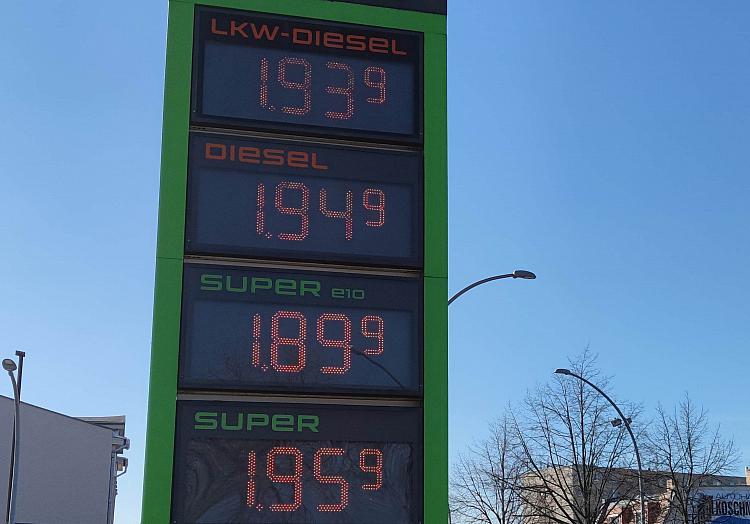 LKW-DIESEL
1.93⁹
DIESEL
1.94⁹
SUPER E10
1.89⁹
SUPER
1.95⁹